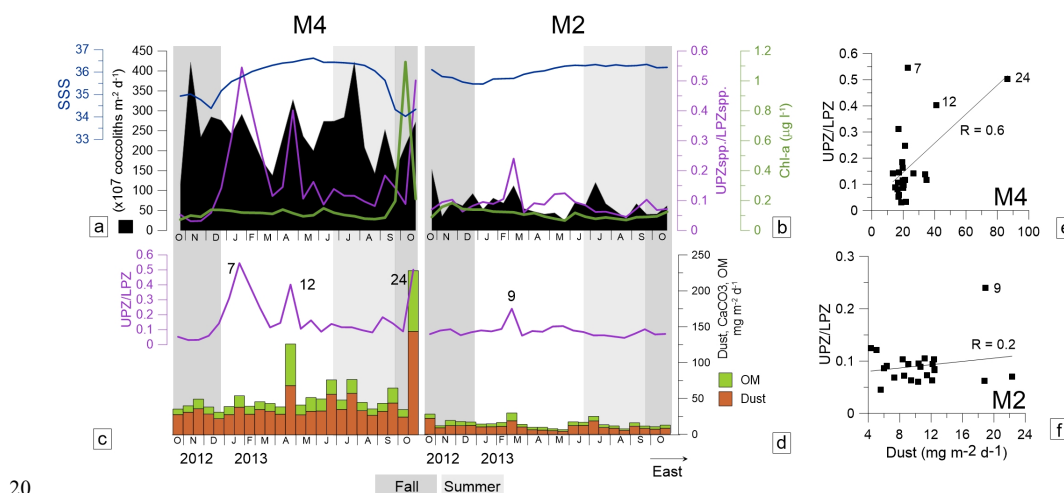 M4
M2
37
36
35
34
33
SSS
450
400
350
300
250
200
150
100
50
0
(x10⁷ coccoliths m⁻² d⁻¹)
0.6
0.5
0.4
0.3
0.2
0.1
0
UPZspp./LPZspp.
1.2
1
0.8
0.6
0.4
0.2
0
Chl-a (µg l⁻¹)
a
b
O N D J F M A M J J A S O
O N D J F M A M J J A S O
0.6
0.5
0.4
0.3
0.2
0.1
0
UPZ/LPZ
7
12
24
9
250
200
150
100
50
0
Dust, CaCO3, OM
mg m⁻² d⁻¹
OM
Dust
c
d
O N D J F M A M J J A S O
O N D J F M A M J J A S O
2012 2013
2012 2013
East
Fall Summer
20
0.6
0.5
0.4
0.3
0.2
0.1
0
UPZ/LPZ
7
24
12
R = 0.6
M4
0 20 40 60 80 100
e
0.3
0.2
0.1
0
UPZ/LPZ
9
R = 0.2
M2
4 8 12 16 20 24
Dust (mg m⁻² d⁻¹)
f